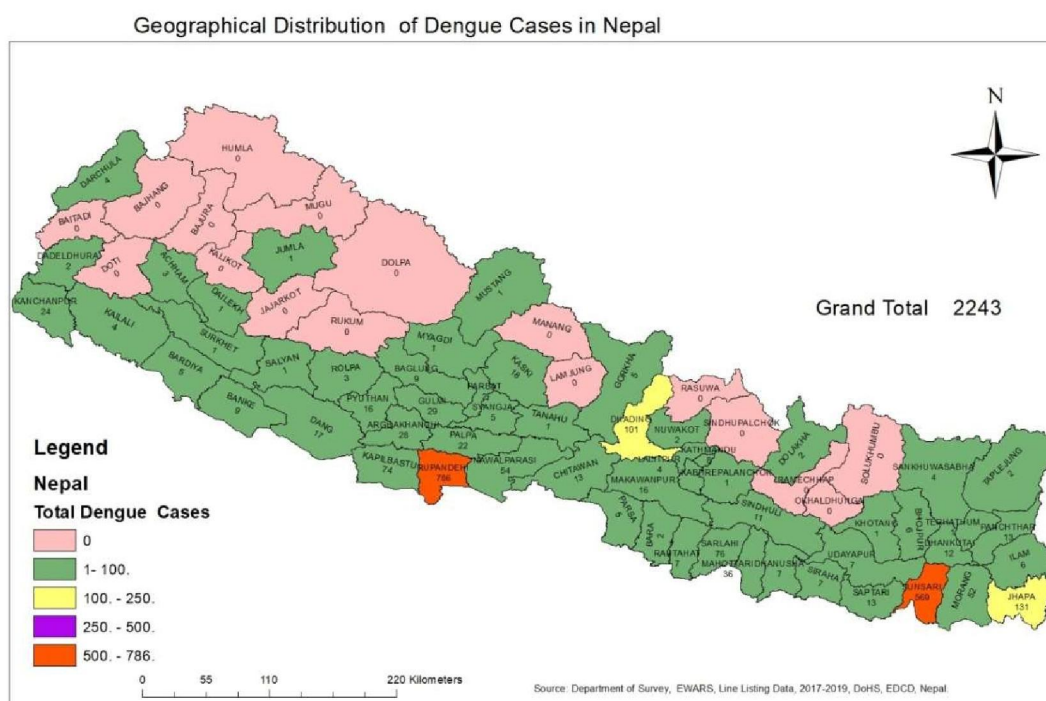 Geographical Distribution of Dengue Cases in Nepal
N
HUMLA
0
DARCHULA
4
BAJHANG
0
MUGU
0
BAITADI
0
BAJURA
0
JUMLA
1
KALIKOT
0
DOLPA
0
DADELDHURA
2
DOTI
0
ACHHAM
3
DAILEKH
1
MUSTANG
1
JAJARKOT
0
KANCHANPUR
24
KAILALI
4
RUKUM
0
MANANG
0
Grand Total 2243
SURKHET
1
MYAGDI
1
KASKI
18
LAMJUNG
0
GORKHA
5
BARDIYA
SALYAN
1
ROLPA
3
BAGLUNG
9
RASUWA
0
BANKE
9
PYUTHAN
16
GULMI
29
SYANGJA
5
TANAHU
1
DHADING
101
NUWAKOT
2
SINDHUPALCHOK
0
DOLAKHA
2
SOLUKHUMBU
0
DANG
17
PALPA
22
KATHMANDU
SANKHUWASABHA
4
TAPLEJUNG
2
KAPILBASTU
74
RUPANDEHI
786
NAWALPARASI
54
CHITAWAN
13
MAKAWANPUR
16
OKHALDHUNGA
0
SINDHULI
11
KHOTANG
1
BHOJPUR
PANCHTHAR
13
PARSA
BARA
2
SARLAHI
76
UDAYAPUR
DHANKUTA
12
ILAM
6
RAUTAHAT
7
MAHOTTARI
36
DHANUSHA
7
SIRAHA
7
SAPTARI
13
SUNSARI
569
MORANG
52
JHAPA
131
Legend
Nepal
Total Dengue Cases
0
1- 100.
100. - 250.
250. - 500.
500. - 786.
0 55 110 220 Kilometers
Source: Department of Survey, EWARS, Line Listing Data, 2017-2019, DoHS, EDCD, Nepal.